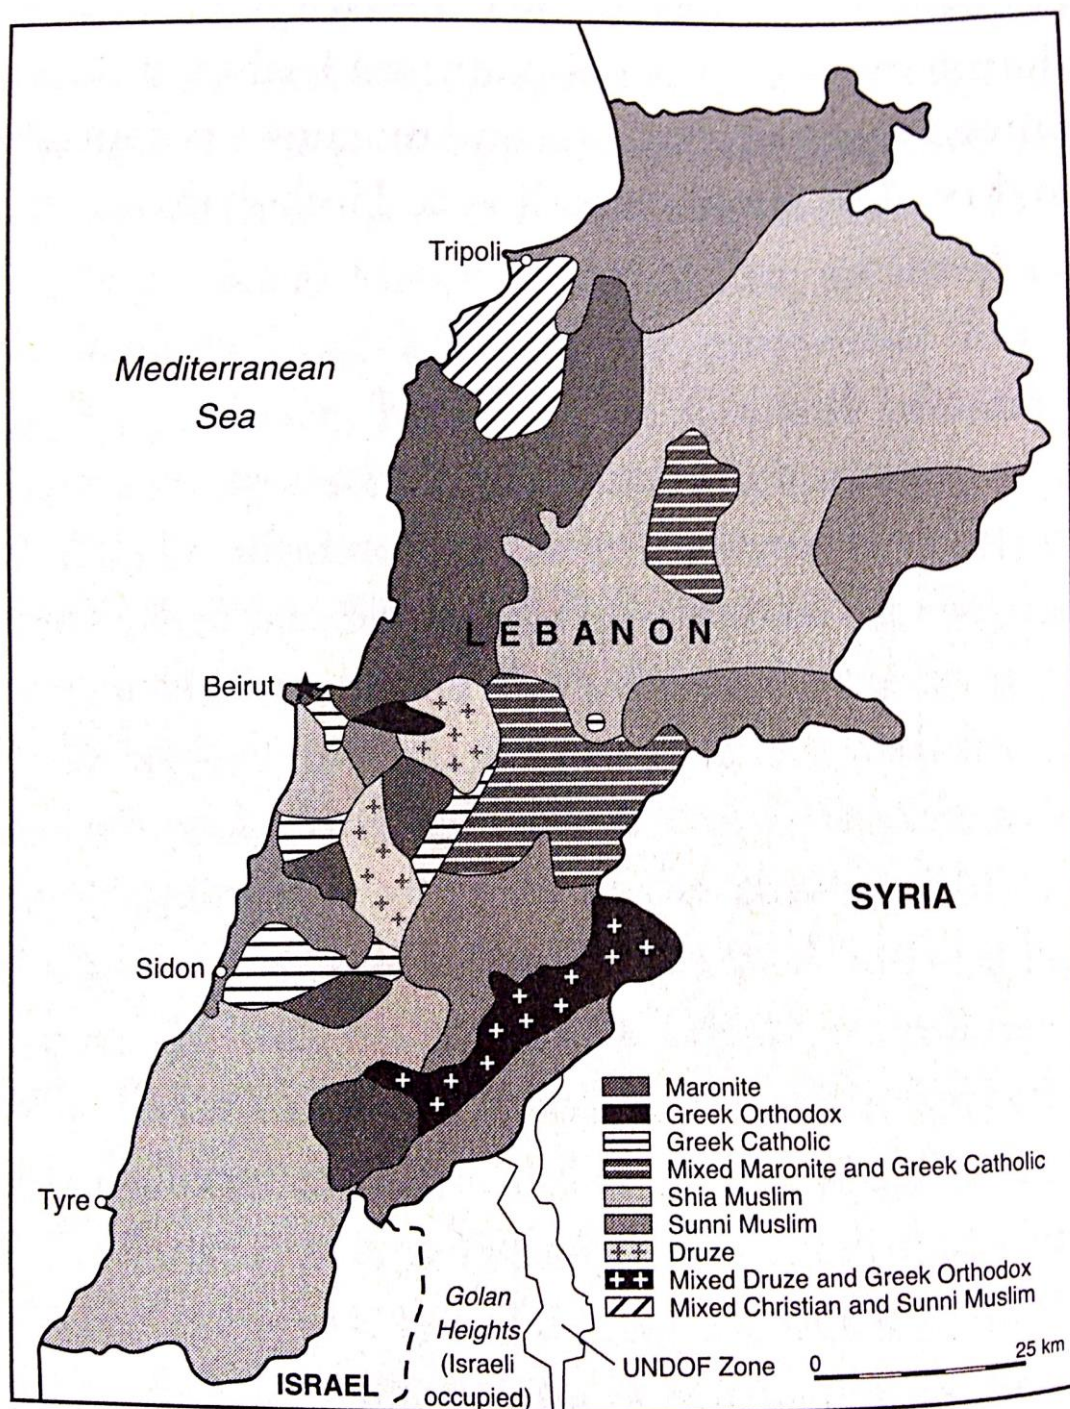 Tripoli
Mediterranean
Sea
LEBANON
Beirut
SYRIA
Sidon
Tyre
Maronite
Greek Orthodox
Greek Catholic
Mixed Maronite and Greek Catholic
Shia Muslim
Sunni Muslim
Druze
Mixed Druze and Greek Orthodox
Mixed Christian and Sunni Muslim
Golan
Heights
(Israeli
occupied)
ISRAEL
UNDOF Zone
0 25 km